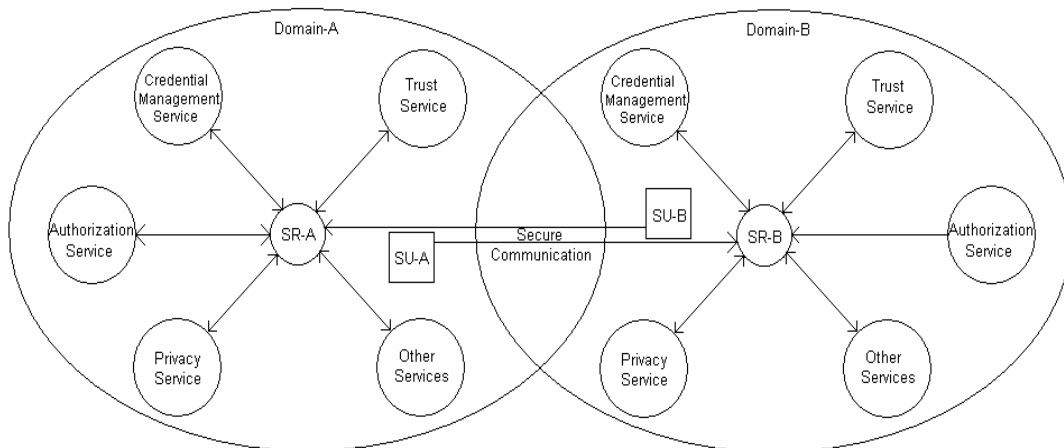 Domain-A
Domain-B
Credential
Management
Service
Trust
Service
Credential
Management
Service
Trust
Service
Authorization
Service
SR-A
SU-B
Secure
Communication
SU-A
SR-B
Authorization
Service
Privacy
Service
Other
Services
Privacy
Service
Other
Services